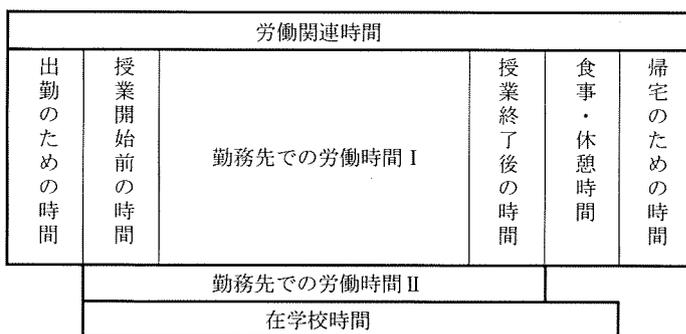 労働関連時間
出勤のための時間
授業開始前の時間
勤務先での労働時間Ⅰ
授業終了後の時間
食事・休憩時間
帰宅のための時間
勤務先での労働時間Ⅱ
在学校時間